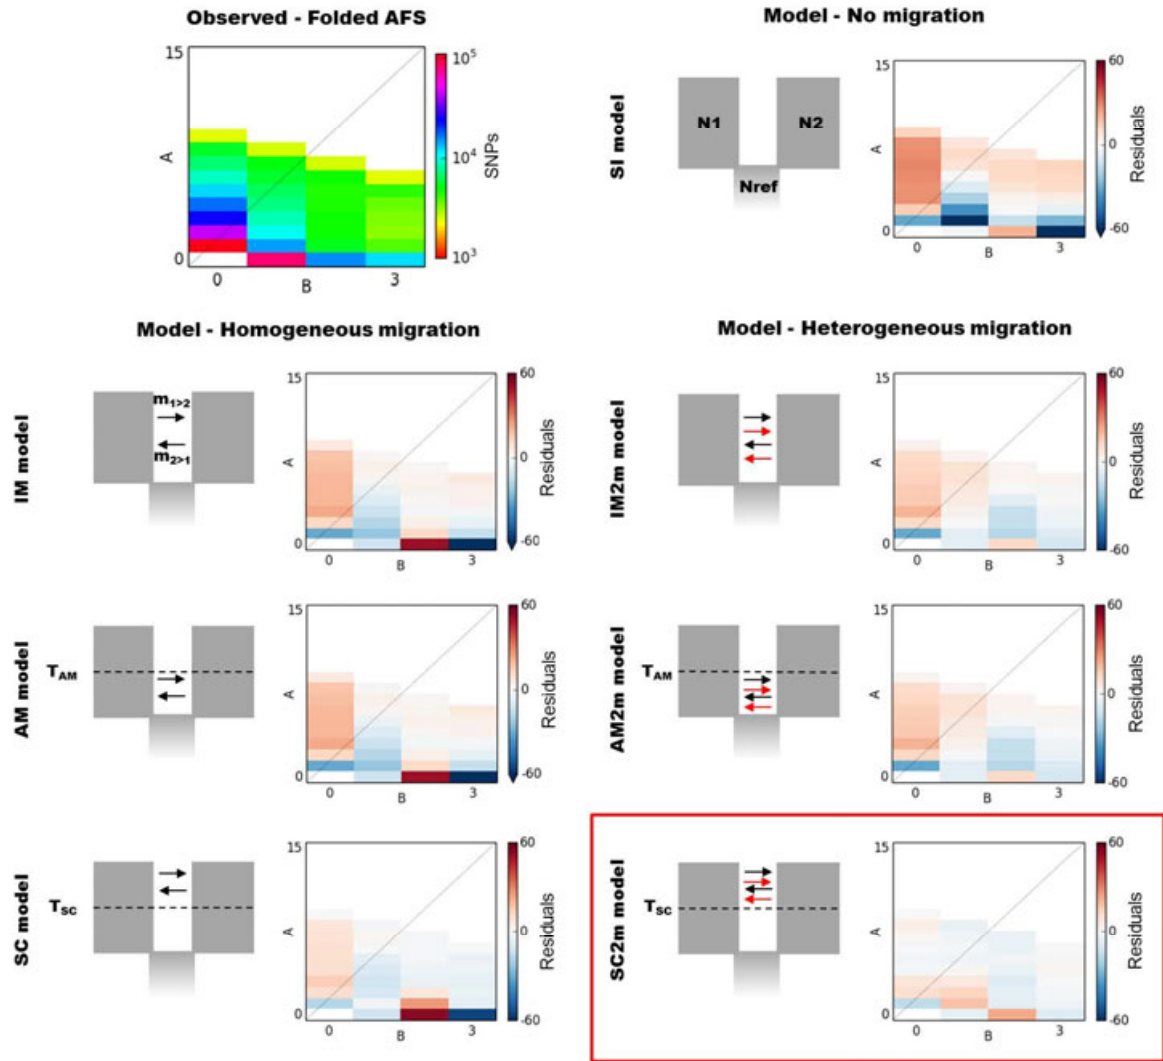 Observed - Folded AFS
15
A
0
0
B
3
10^5
10^4
10^3
SNPs
Model - No migration
SI model
N1
N2
Nref
15
A
0
0
B
3
60
0
-60
Residuals
Model - Homogeneous migration
IM model
m1>2
m2>1
15
A
0
0
B
3
60
0
-60
Residuals
Model - Heterogeneous migration
IM2m model
15
A
0
0
B
3
60
0
-60
Residuals
AM model
TAM
15
A
0
0
B
3
60
0
-60
Residuals
AM2m model
TAM
15
A
0
0
B
3
60
0
-60
Residuals
SC model
TSC
15
A
0
0
B
3
60
0
-60
Residuals
SC2m model
TSC
15
A
0
0
B
3
60
0
-60
Residuals